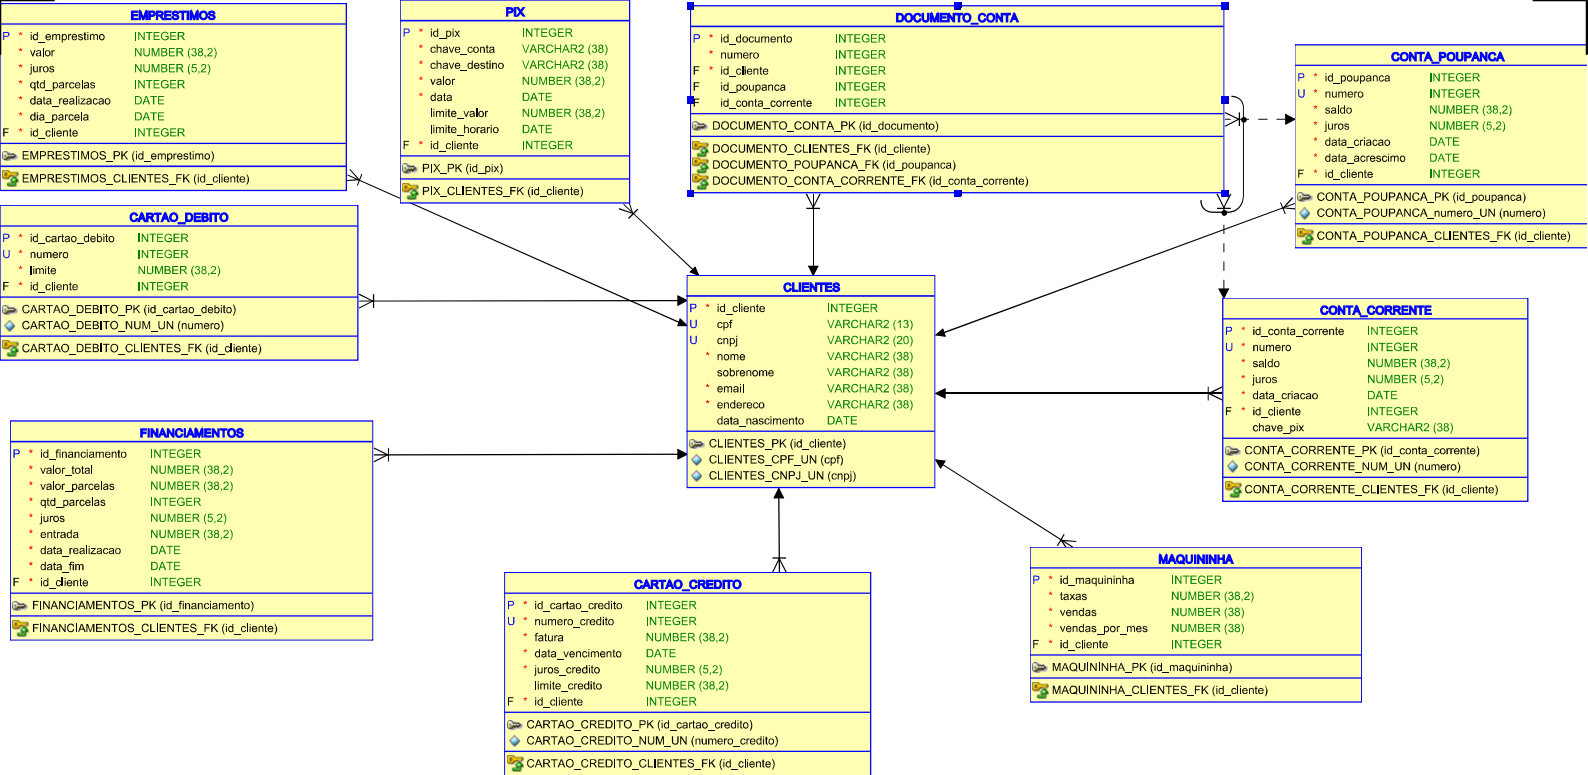 EMPRESTIMOS
P * id_emprestimo INTEGER
* valor NUMBER (38,2)
* juros NUMBER (5,2)
* qtd_parcelas INTEGER
* data_realizacao DATE
* dia_parcela DATE
F * id_cliente INTEGER
EMPRESTIMOS_PK (id_emprestimo)
EMPRESTIMOS_CLIENTES_FK (id_cliente)
PIX
P * id_pix INTEGER
* chave_conta VARCHAR2 (38)
* chave_destino VARCHAR2 (38)
* valor NUMBER (38,2)
* data DATE
limite_valor NUMBER (38,2)
limite_horario DATE
F * id_cliente INTEGER
PIX_PK (id_pix)
PIX_CLIENTES_FK (id_cliente)
DOCUMENTO_CONTA
P * id_documento INTEGER
* numero INTEGER
F * id_cliente INTEGER
F id_poupanca INTEGER
F id_conta_corrente INTEGER
DOCUMENTO_CONTA_PK (id_documento)
DOCUMENTO_CLIENTES_FK (id_cliente)
DOCUMENTO_POUPANCA_FK (id_poupanca)
DOCUMENTO_CONTA_CORRENTE_FK (id_conta_corrente)
CONTA_POUPANCA
P * id_poupanca INTEGER
U * numero INTEGER
* saldo NUMBER (38,2)
* juros NUMBER (5,2)
* data_criacao DATE
* data_acrescimo DATE
F * id_cliente INTEGER
CONTA_POUPANCA_PK (id_poupanca)
CONTA_POUPANCA_numero_UN (numero)
CONTA_POUPANCA_CLIENTES_FK (id_cliente)
CARTAO_DEBITO
P * id_cartao_debito INTEGER
U * numero INTEGER
* limite NUMBER (38,2)
F * id_cliente INTEGER
CARTAO_DEBITO_PK (id_cartao_debito)
CARTAO_DEBITO_NUM_UN (numero)
CARTAO_DEBITO_CLIENTES_FK (id_cliente)
CLIENTES
P * id_cliente INTEGER
U cpf VARCHAR2 (13)
U cnpj VARCHAR2 (20)
* nome VARCHAR2 (38)
sobrenome VARCHAR2 (38)
* email VARCHAR2 (38)
* endereco VARCHAR2 (38)
data_nascimento DATE
CLIENTES_PK (id_cliente)
CLIENTES_CPF_UN (cpf)
CLIENTES_CNPJ_UN (cnpj)
CONTA_CORRENTE
P * id_conta_corrente INTEGER
U * numero INTEGER
* saldo NUMBER (38,2)
* juros NUMBER (5,2)
* data_criacao DATE
F * id_cliente INTEGER
chave_pix VARCHAR2 (38)
CONTA_CORRENTE_PK (id_conta_corrente)
CONTA_CORRENTE_NUM_UN (numero)
CONTA_CORRENTE_CLIENTES_FK (id_cliente)
FINANCIAMENTOS
P * id_financiamento INTEGER
* valor_total NUMBER (38,2)
* valor_parcelas NUMBER (38,2)
* qtd_parcelas INTEGER
* juros NUMBER (5,2)
* entrada NUMBER (38,2)
* data_realizacao DATE
* data_fim DATE
F * id_cliente INTEGER
FINANCIAMENTOS_PK (id_financiamento)
FINANCIAMENTOS_CLIENTES_FK (id_cliente)
CARTAO_CREDITO
P * id_cartao_credito INTEGER
U * numero_credito INTEGER
* fatura NUMBER (38,2)
* data_vencimento DATE
* juros_credito NUMBER (5,2)
limite_credito NUMBER (38,2)
F * id_cliente INTEGER
CARTAO_CREDITO_PK (id_cartao_credito)
CARTAO_CREDITO_NUM_UN (numero_credito)
CARTAO_CREDITO_CLIENTES_FK (id_cliente)
MAQUININHA
P * id_maquininha INTEGER
* taxas NUMBER (38,2)
* vendas NUMBER (38)
* vendas_por_mes NUMBER (38)
F * id_cliente INTEGER
MAQUININHA_PK (id_maquininha)
MAQUININHA_CLIENTES_FK (id_cliente)